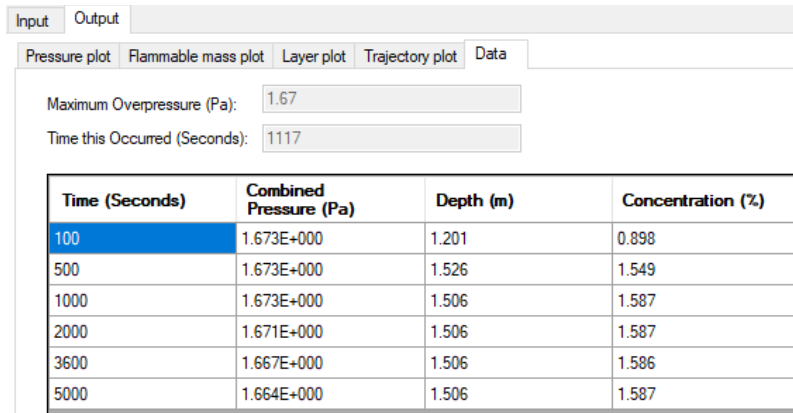 Input Output
Pressure plot Flammable mass plot Layer plot Trajectory plot Data
Maximum Overpressure (Pa): 1.67
Time this Occurred (Seconds): 1117
Time (Seconds) Combined Pressure (Pa) Depth (m) Concentration (%)
100 1.673E+000 1.201 0.898
500 1.673E+000 1.526 1.549
1000 1.673E+000 1.506 1.587
2000 1.671E+000 1.506 1.587
3600 1.667E+000 1.506 1.586
5000 1.664E+000 1.506 1.587